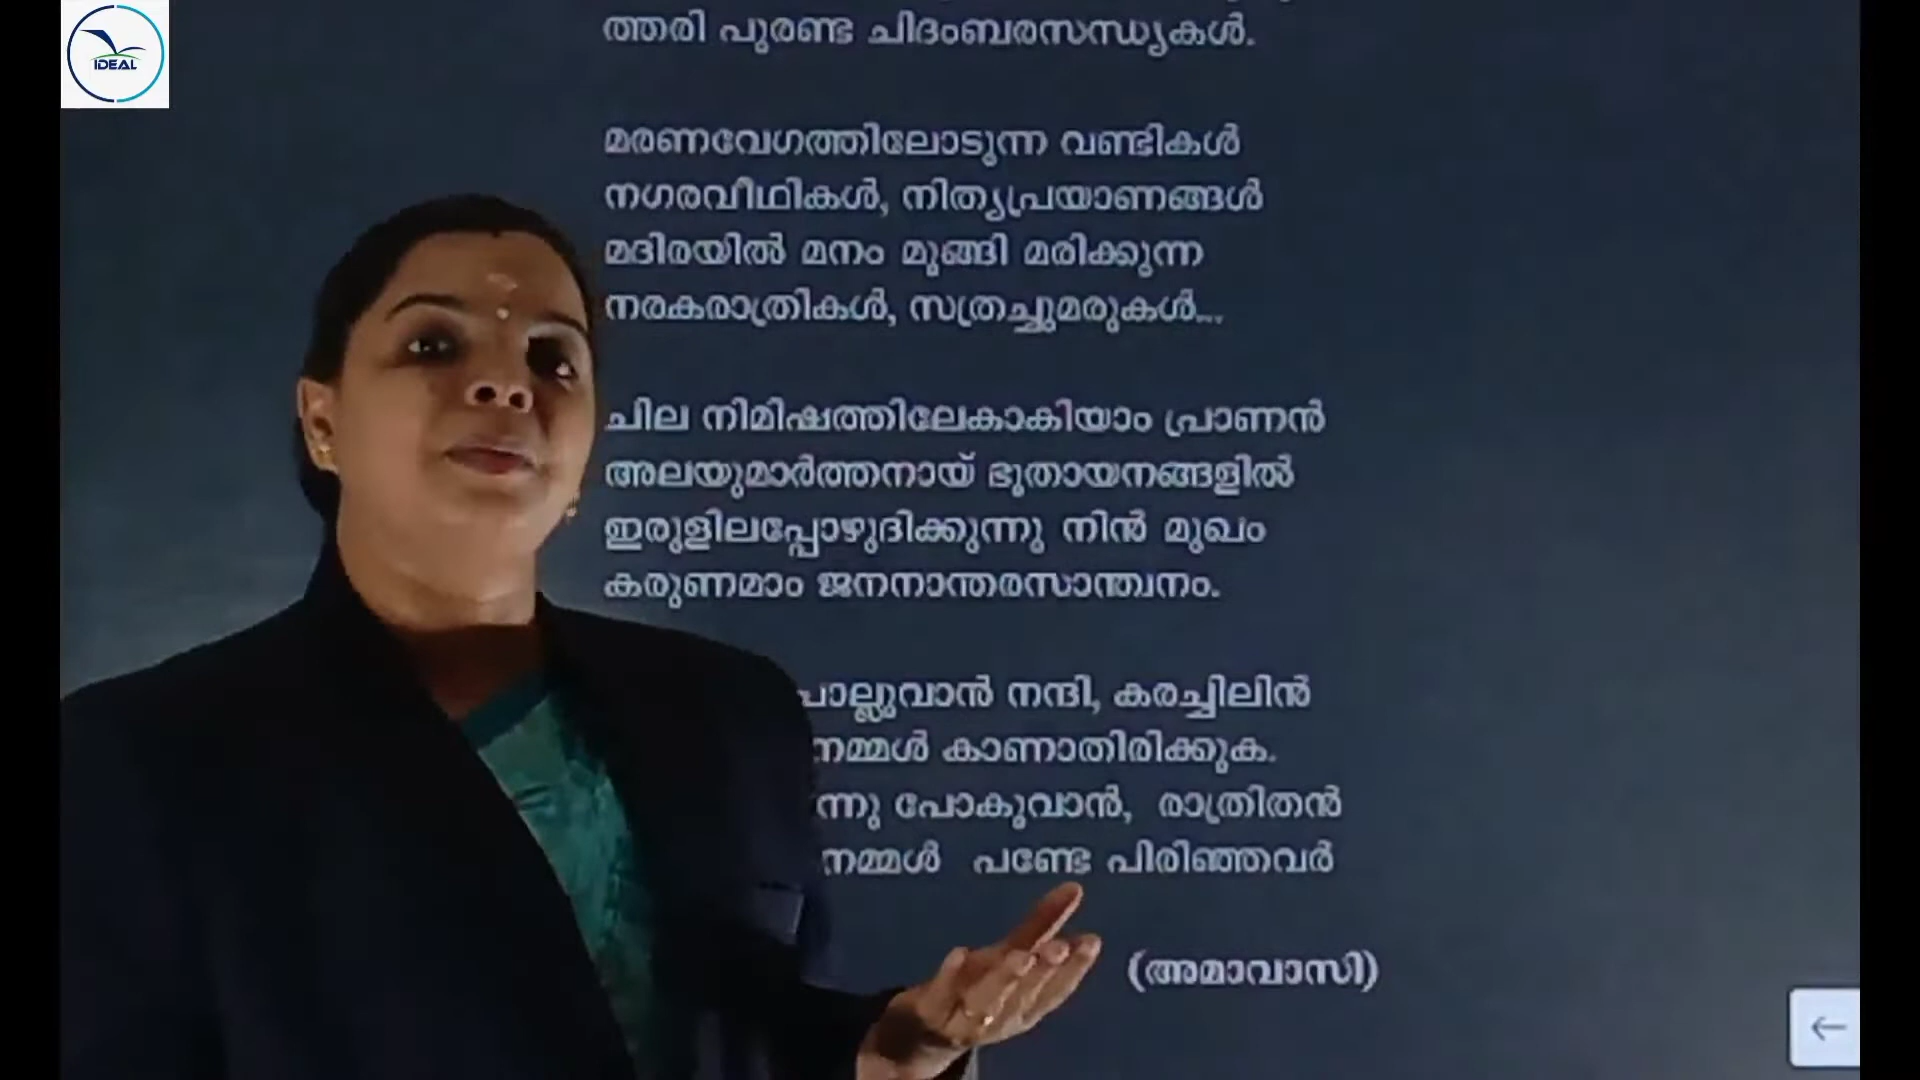 IDEAL
ത്തരി പുരണ്ട ചിദംബരസന്ധ്യകൾ.
മരണവേഗത്തിലോടുന്ന വണ്ടികൾ
നഗരവീഥികൾ, നിത്യപ്രയാണങ്ങൾ
മദിരയിൽ മനം മുങ്ങി മരിക്കുന്ന
നരകരാത്രികൾ, സത്രച്ചുമരുകൾ...
ചില നിമിഷത്തിലേകാകിയാം പ്രാണൻ
അലയുമാർത്തനായ് ഭൂതായനങ്ങളിൽ
ഇരുളിലപ്പോഴുദിക്കുന്നു നിൻ മുഖം
കരുണമാം ജനനാന്തരസാന്ത്വനം.
നന്ദി, കരച്ചിലിൻ
നമ്മൾ കാണാതിരിക്കുക.
പോകുവാൻ, രാത്രിതൻ
നമ്മൾ പണ്ടേ പിരിഞ്ഞവർ
(അമാവാസി)